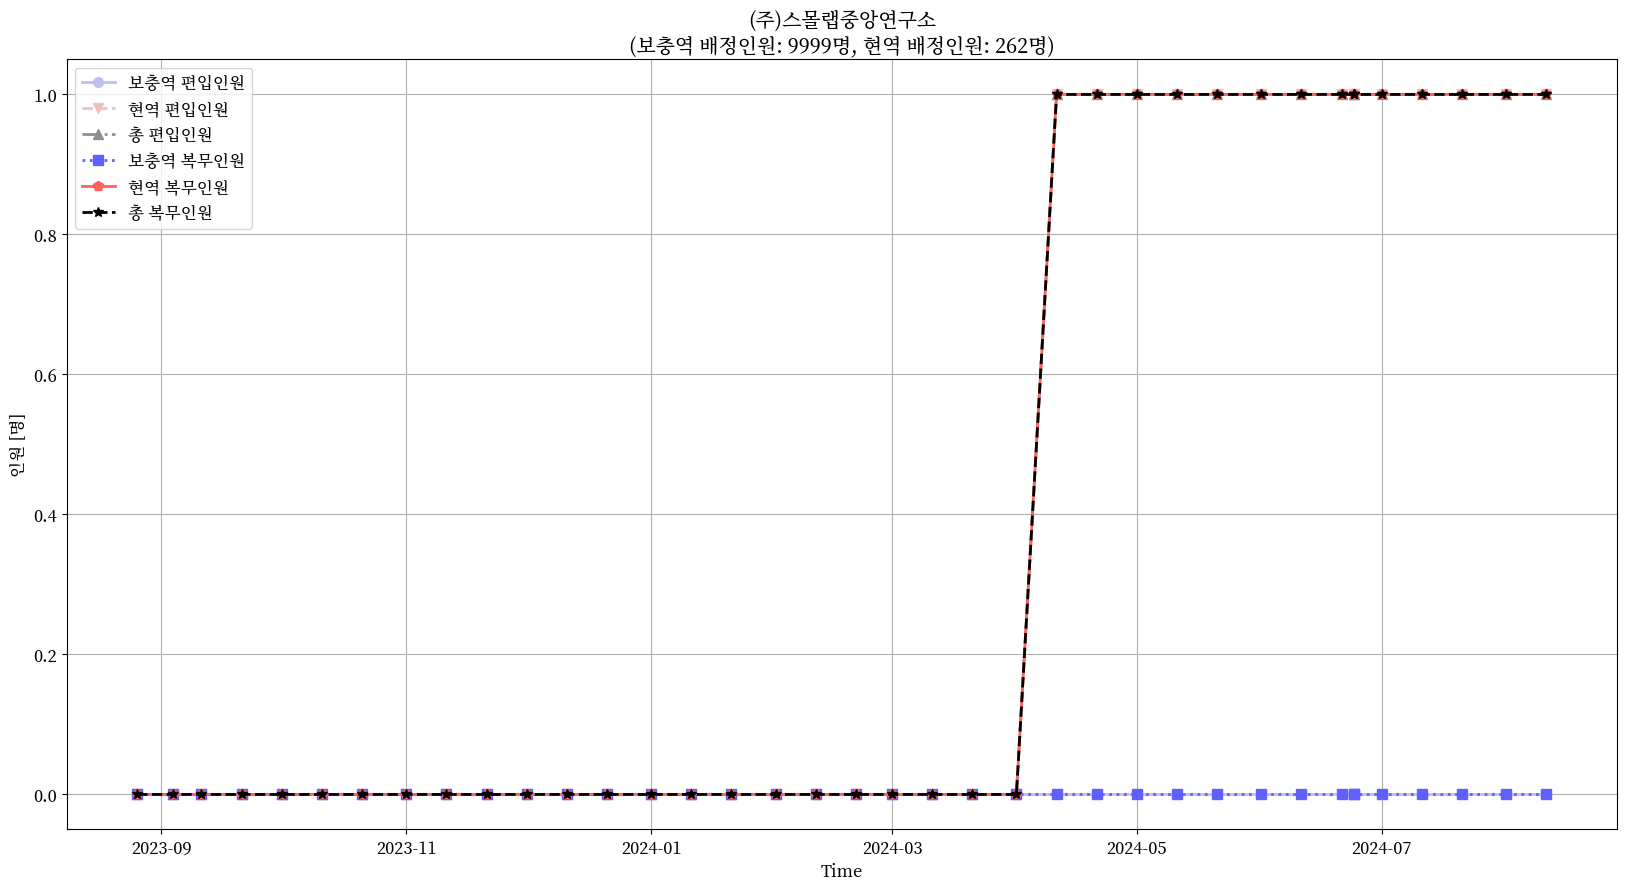 (주)스몰랩중앙연구소
(보충역 배정인원: 9999명, 현역 배정인원: 262명)
보충역 편입인원
현역 편입인원
총 편입인원
보충역 복무인원
현역 복무인원
총 복무인원
1.0
0.8
0.6
0.4
0.2
0.0
인원 [명]
2023-09
2023-11
2024-01
2024-03
2024-05
2024-07
Time